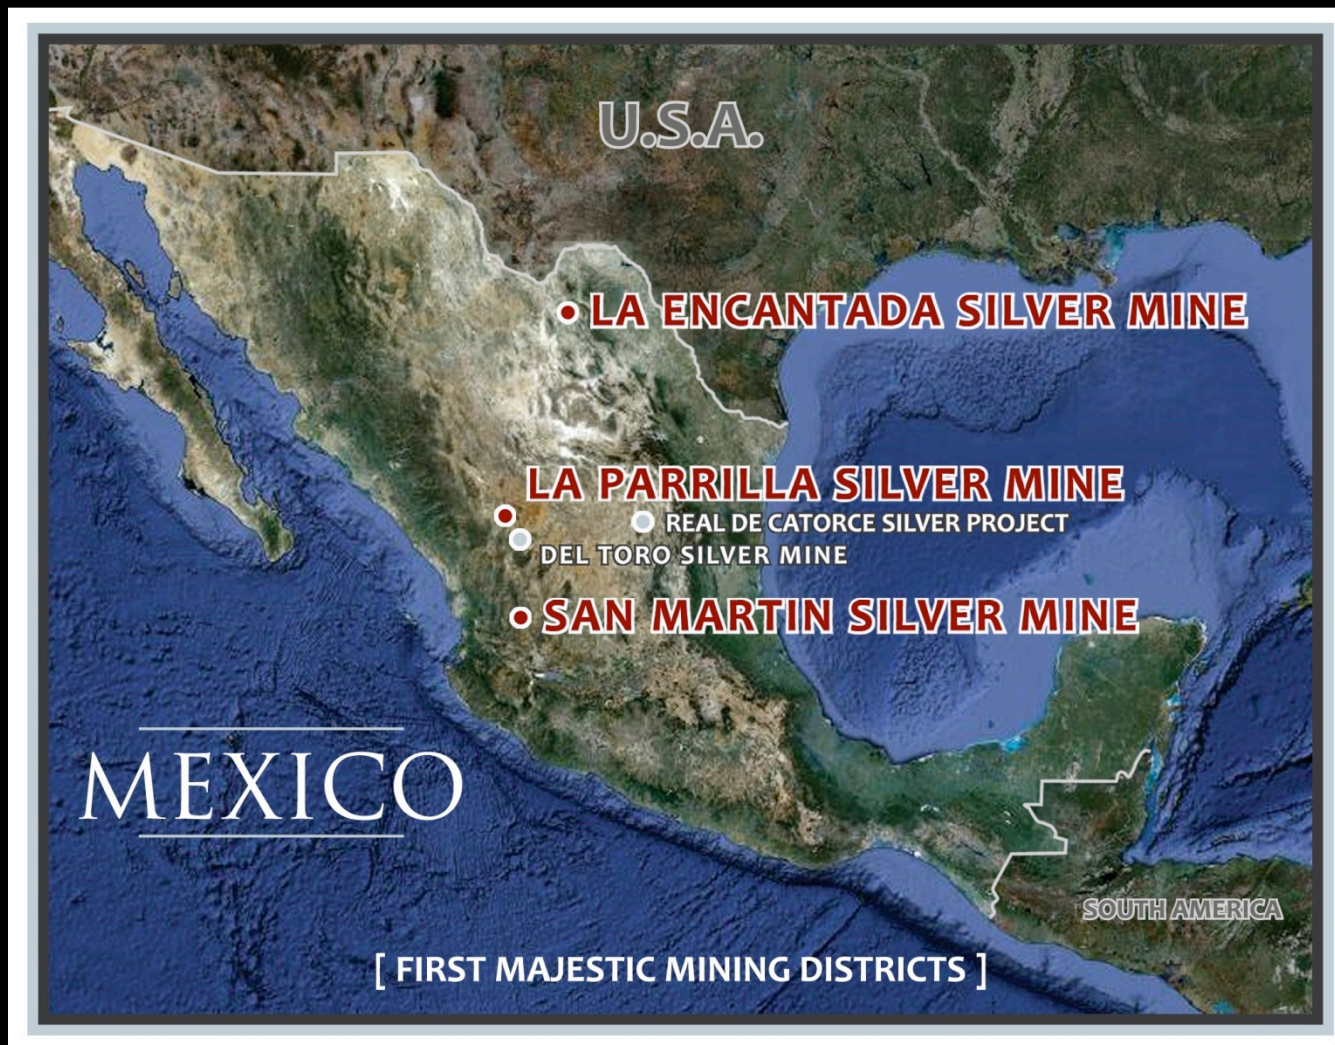 U.S.A.
LA ENCANTADA SILVER MINE
LA PARRILLA SILVER MINE
REAL DE CATORCE SILVER PROJECT
DEL TORO SILVER MINE
SAN MARTIN SILVER MINE
MEXICO
SOUTH AMERICA
[ FIRST MAJESTIC MINING DISTRICTS ]